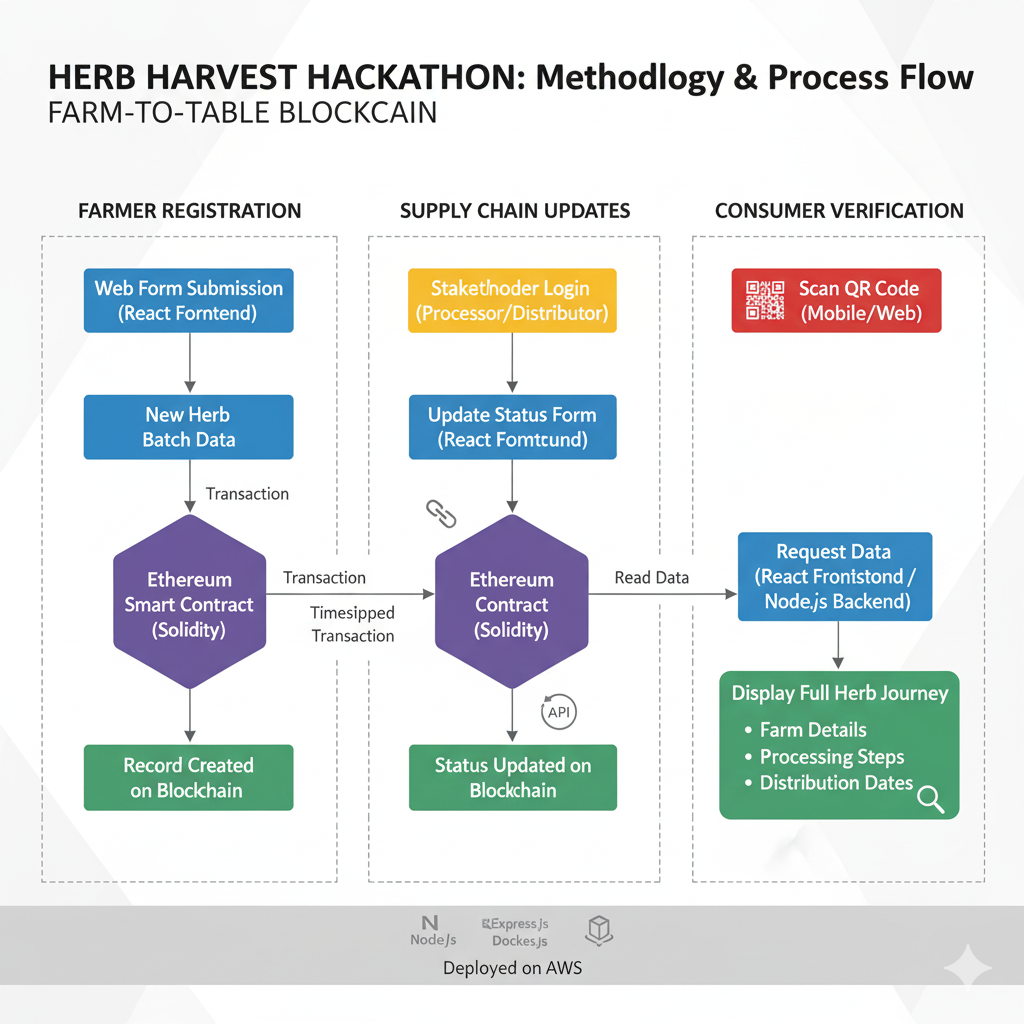 HERB HARVEST HACKATHON: Methodlogy & Process Flow
FARM-TO-TABLE BLOCKCAIN
FARMER REGISTRATION
Web Form Submission
(React Forntend)
New Herb
Batch Data
Transaction
Ethereum
Smart Contract
(Solidity)
Record Created
on Blockchain
Transaction
Timesipped
Transaction
SUPPLY CHAIN UPDATES
Login
(Processor/Distributor)
Update Status Form
(React
Ethereum
Contract
(Solidity)
API
Status Updated on
Blockchain
Read Data
CONSUMER VERIFICATION
Scan QR Code
(Mobile/Web)
Request Data
(React Fronistond /
Node.js Backend)
Display Full Herb Journey
• Farm Details
• Processing Steps
• Distribution Dates
N
NodeJs
Express.js
Dockes.js
Deployed on AWS